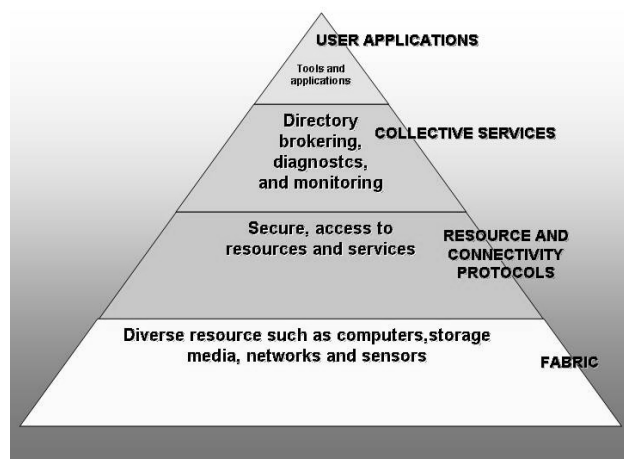 USER APPLICATIONS
Tools and
applications
Directory
brokering,
diagnostcs,
and monitoring
COLLECTIVE SERVICES
Secure, access to
resources and services
RESOURCE AND
CONNECTIVITY
PROTOCOLS
Diverse resource such as computers,storage
media, networks and sensors
FABRIC